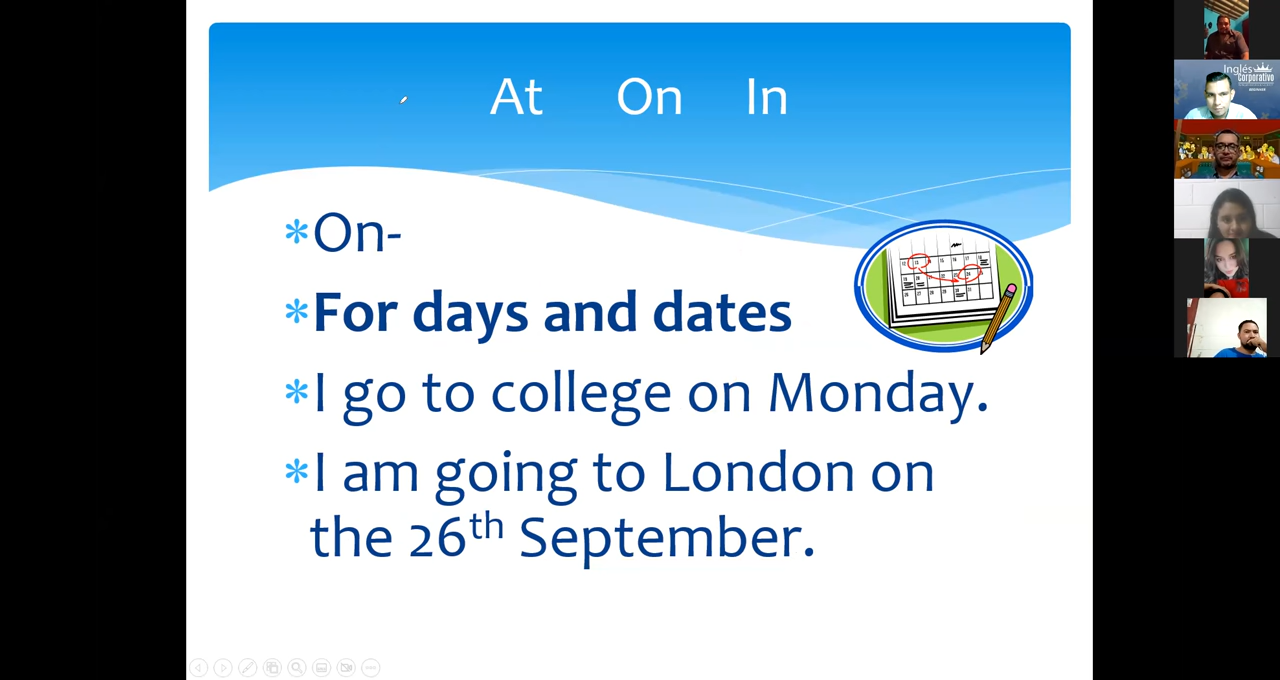 At On In
On-
For days and dates
I go to college on Monday.
I am going to London on
the 26th September.
Inglés
Corporativo